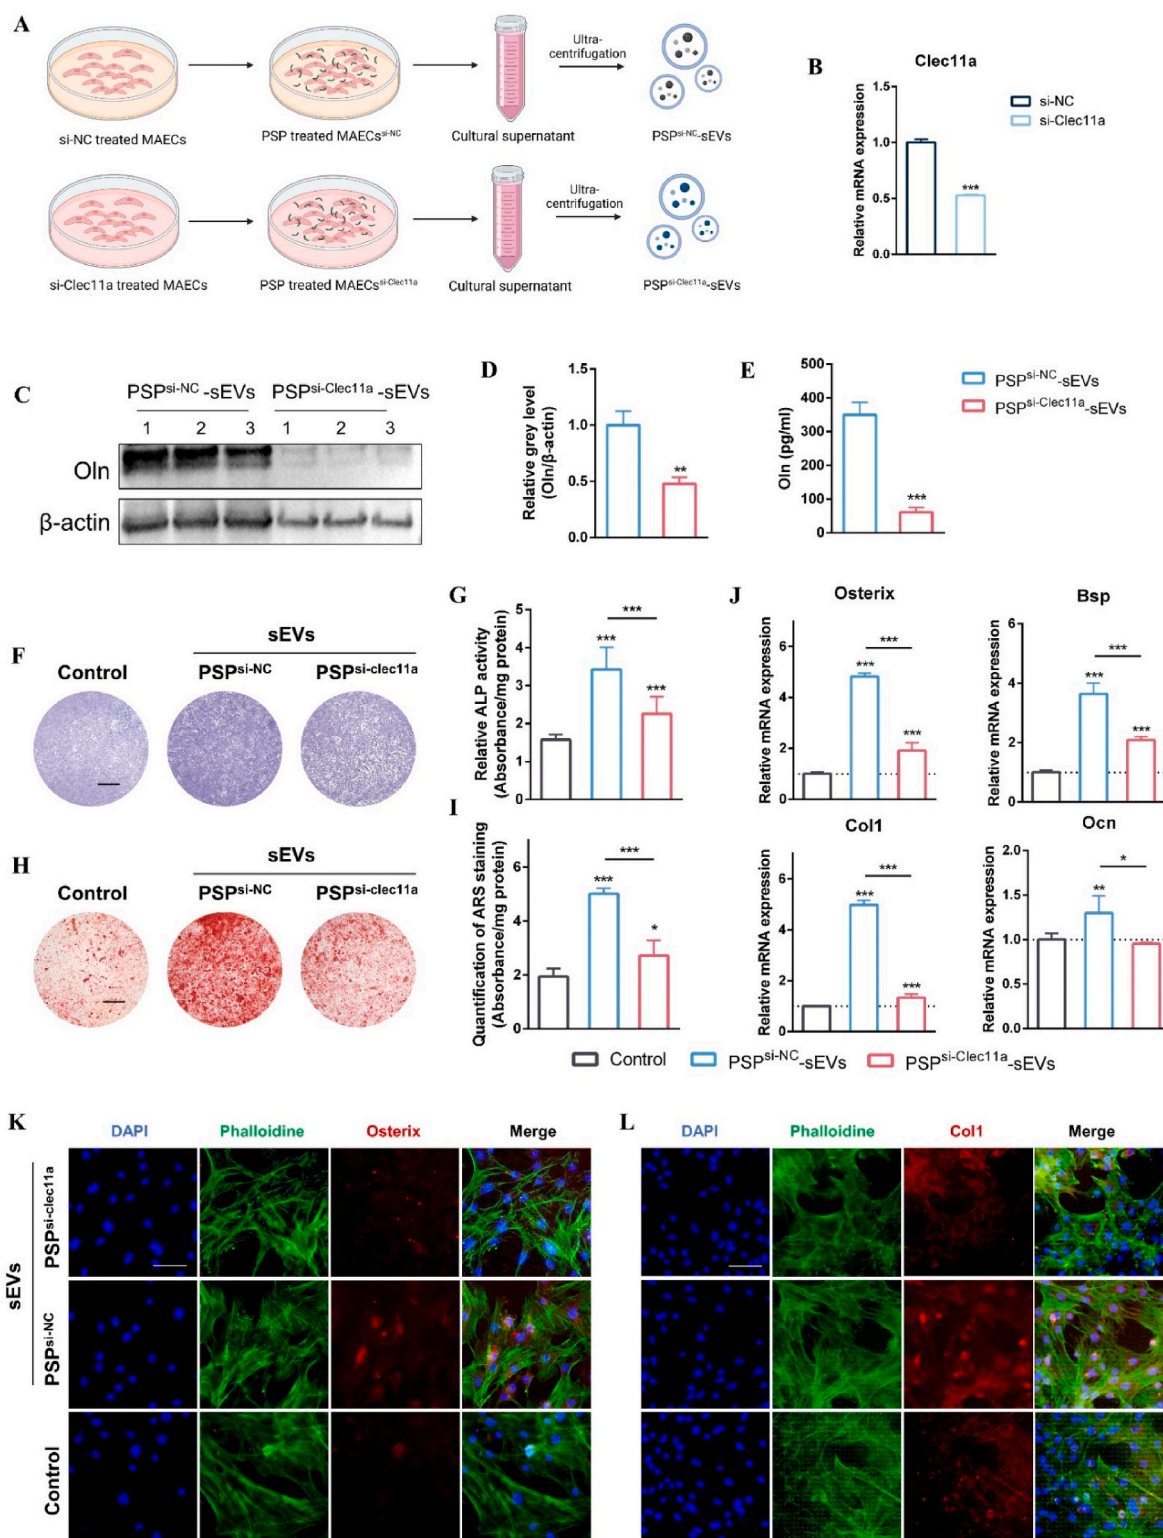 A
si-NC treated MAECs
PSP treated MAECs^si-NC
Cultural supernatant
Ultra-
centrifugation
PSP^si-NC-sEVs
si-Clec11a treated MAECs
PSP treated MAECs^si-Clec11a
Cultural supernatant
Ultra-
centrifugation
PSP^si-Clec11a-sEVs
B
Clec11a
Relative mRNA expression
1.5
1.0
0.5
0.0
***
si-NC
si-Clec11a
C
PSP^si-NC -sEVs PSP^si-Clec11a -sEVs
1 2 3 1 2 3
Oln
β-actin
D
Relative grey level
(Oln/β-actin)
1.5
1.0
0.5
0.0
**
E
Oln (pg/ml)
500
400
300
200
100
0
***
PSP^si-NC-sEVs
PSP^si-Clec11a-sEVs
F
sEVs
Control PSP^si-NC PSP^si-clec11a
G
Relative ALP activity
(Absorbance/mg protein)
5
4
3
2
1
0
***
***
***
H
sEVs
Control PSP^si-NC PSP^si-clec11a
I
Quantification of ARS staining
(Absorbance/mg protein)
6
4
2
0
***
***
*
J
Osterix
Relative mRNA expression
6
4
2
0
***
***
***
Bsp
Relative mRNA expression
6
4
2
0
***
***
***
Col1
Relative mRNA expression
6
4
2
0
***
***
***
Ocn
Relative mRNA expression
2.0
1.5
1.0
0.5
0.0
**
*
Control PSP^si-NC-sEVs PSP^si-Clec11a-sEVs
K
DAPI Phalloidine Osterix Merge
sEVs
PSP^si-clec11a
PSP^si-NC
Control
L
DAPI Phalloidine Col1 Merge